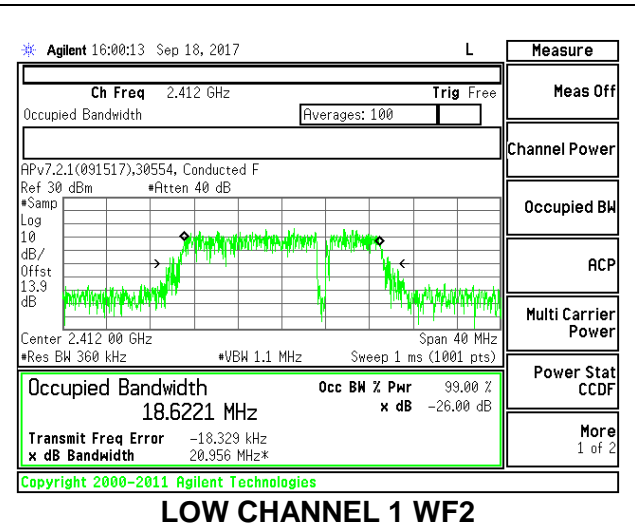 Agilent 16:00:13 Sep 18, 2017 L
Measure
Ch Freq 2.412 GHz Trig Free
Occupied Bandwidth Averages: 100
Meas Off
Channel Power
APv7.2.1(091517),30554, Conducted F
Ref 30 dBm #Atten 40 dB
#Samp
Log
10
dB/
Offst
13.9
dB
Occupied BW
ACP
Multi Carrier
Power
Center 2.412 00 GHz Span 40 MHz
#Res BW 360 kHz #VBW 1.1 MHz Sweep 1 ms (1001 pts)
Occupied Bandwidth Occ BW % Pwr 99.00 %
18.6221 MHz x dB -26.00 dB
Transmit Freq Error -18.329 kHz
x dB Bandwidth 20.956 MHz*
Power Stat
CCDF
More
1 of 2
Copyright 2000-2011 Agilent Technologies
LOW CHANNEL 1 WF2